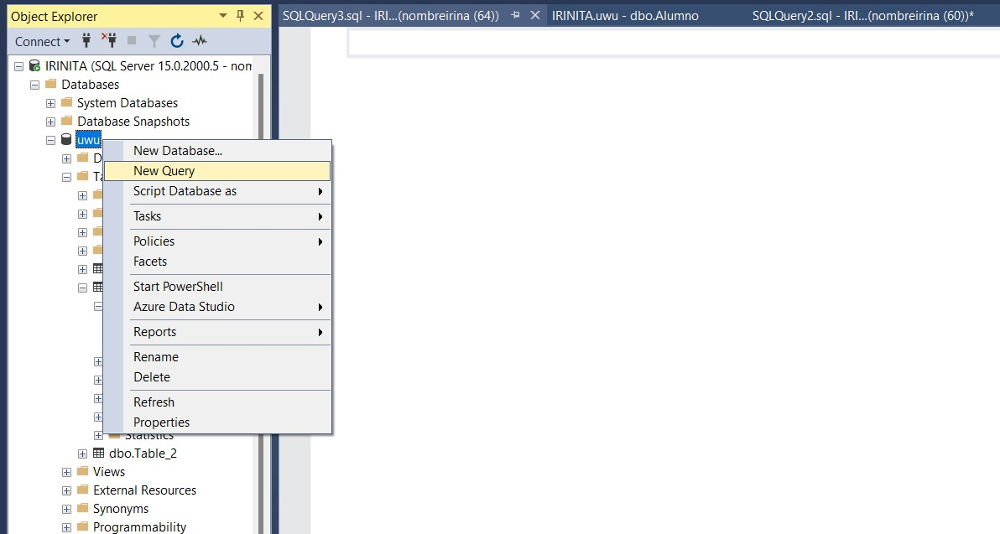 Object Explorer
SQLQuery3.sql - IRI...(nombreirina (64))
IRINITA.uwu - dbo.Alumno
SQLQuery2.sql - IRI...(nombreirina (60))*
Connect
IRINITA (SQL Server 15.0.2000.5 - nom
Databases
System Databases
Database Snapshots
uwu
D
Ta
New Database...
New Query
Script Database as
Tasks
Policies
Facets
Start PowerShell
Azure Data Studio
Reports
Rename
Delete
Refresh
Properties
Statistics
dbo.Table_2
Views
External Resources
Synonyms
Programmability